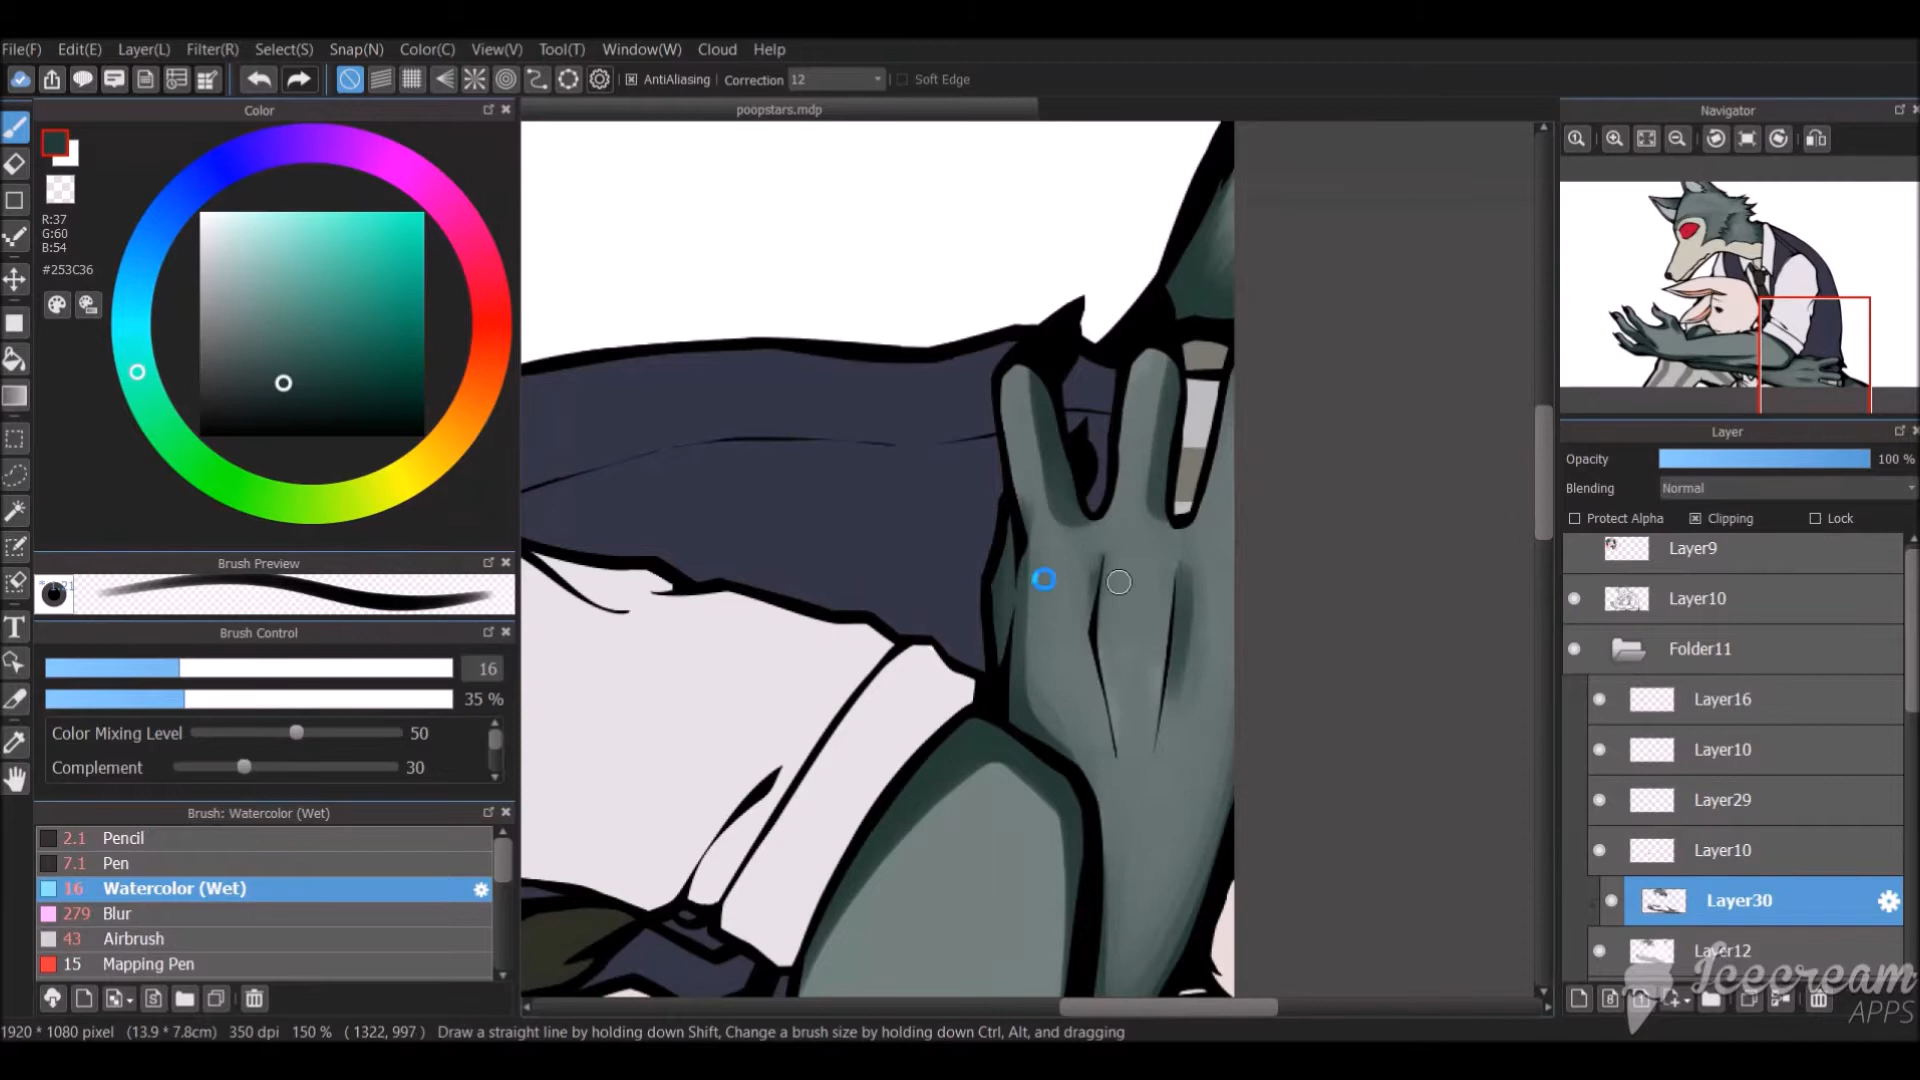 File(F) Edit(E) Layer(L) Filter(R) Select(S) Snap(N) Color(C) View(V) Tool(T) Window(W) Cloud Help
AntiAliasing Correction 12 Soft Edge
Color
poopstars.mdp
Navigator
R:37
G:60
B:54
#253C36
Brush Preview
Brush Control
16
35 %
Color Mixing Level 50
Complement 30
Brush: Watercolor (Wet)
2.1 Pencil
7.1 Pen
16 Watercolor (Wet)
279 Blur
43 Airbrush
15 Mapping Pen
Layer
Opacity 100 %
Blending Normal
Protect Alpha Clipping Lock
Layer9
Layer10
Folder11
Layer16
Layer10
Layer29
Layer10
Layer30
Layer12
Icecream
APPS
1920 * 1080 pixel (13.9 * 7.8cm) 350 dpi 150 % ( 1322, 997 ) Draw a straight line by holding down Shift, Change a brush size by holding down Ctrl, Alt, and dragging